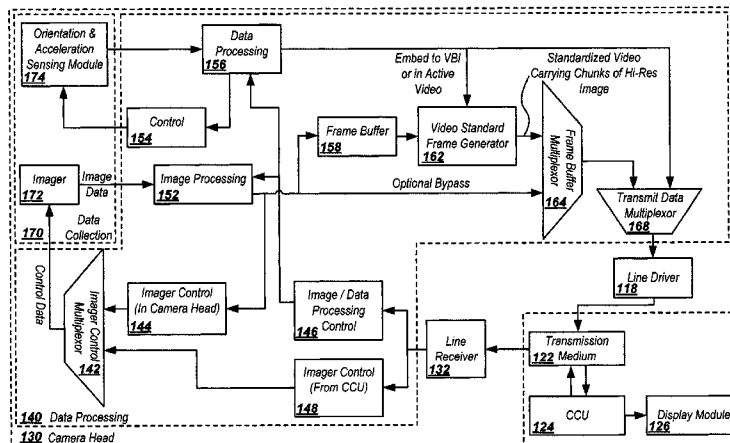 Orientation &
Acceleration
Sensing Module
174
Data
Processing
156
Embed to VBI
or in Active
Video
Standardized Video
Carrying Chunks of Hi-Res
Image
Control
154
Frame Buffer
158
Video Standard
Frame Generator
162
Frame Buffer
Multiplexor
164
Imager
172
Image
Data
Image Processing
152
Optional Bypass
Transmit Data
Multiplexor
168
170
Data
Collection
Control Data
Imager Control
Multiplexor
142
Imager Control
(In Camera Head)
144
Image / Data
Processing
Control
146
Line Driver
118
Imager Control
(From CCU)
148
Line
Receiver
132
Transmission
Medium
122
CCU
124
Display Module
126
140 Data Processing
130 Camera Head